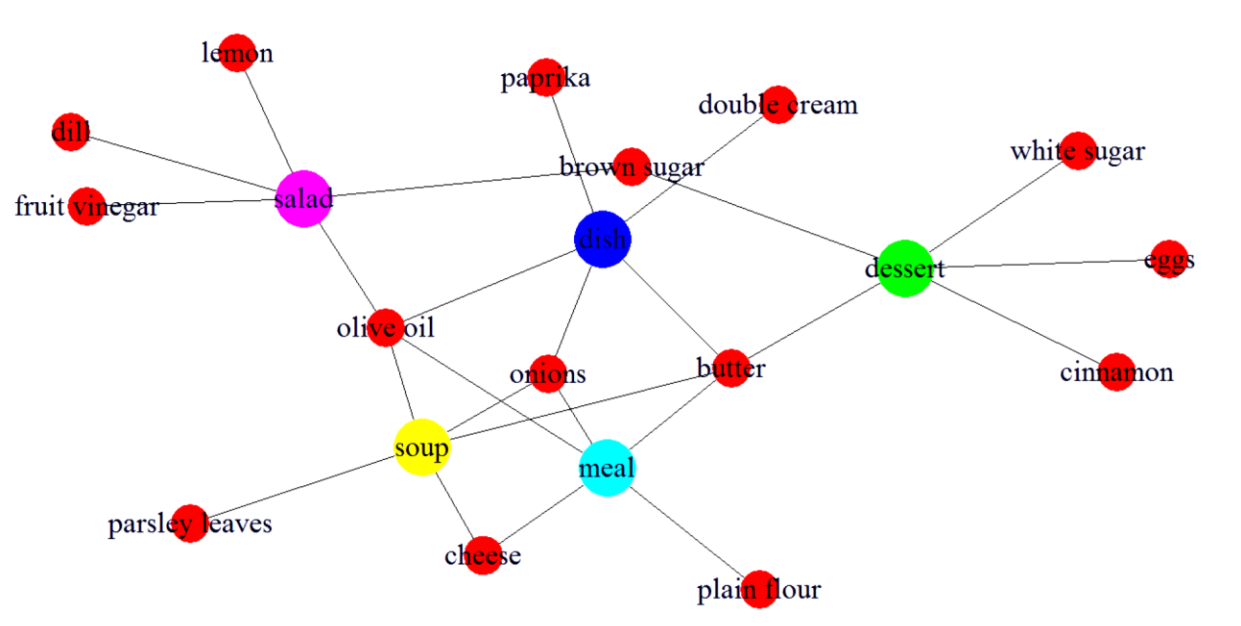 lemon
paprika
double cream
dill
white sugar
brown sugar
fruit vinegar
salad
dish
dessert
eggs
olive oil
onions
butter
cinnamon
soup
meal
parsley leaves
cheese
plain flour